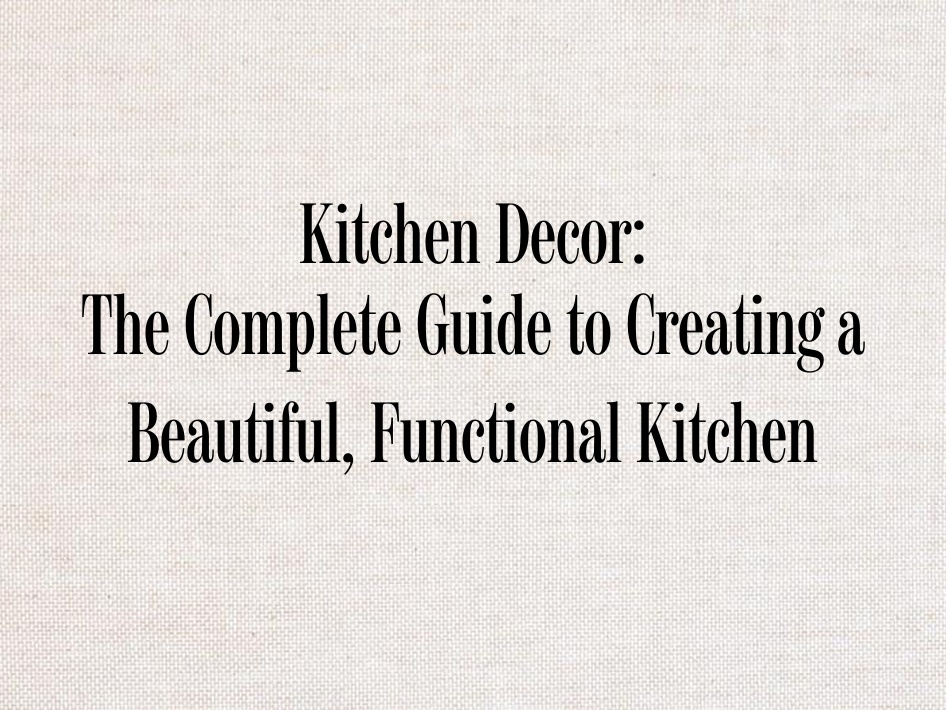 Kitchen Decor:
The Complete Guide to Creating a
Beautiful, Functional Kitchen